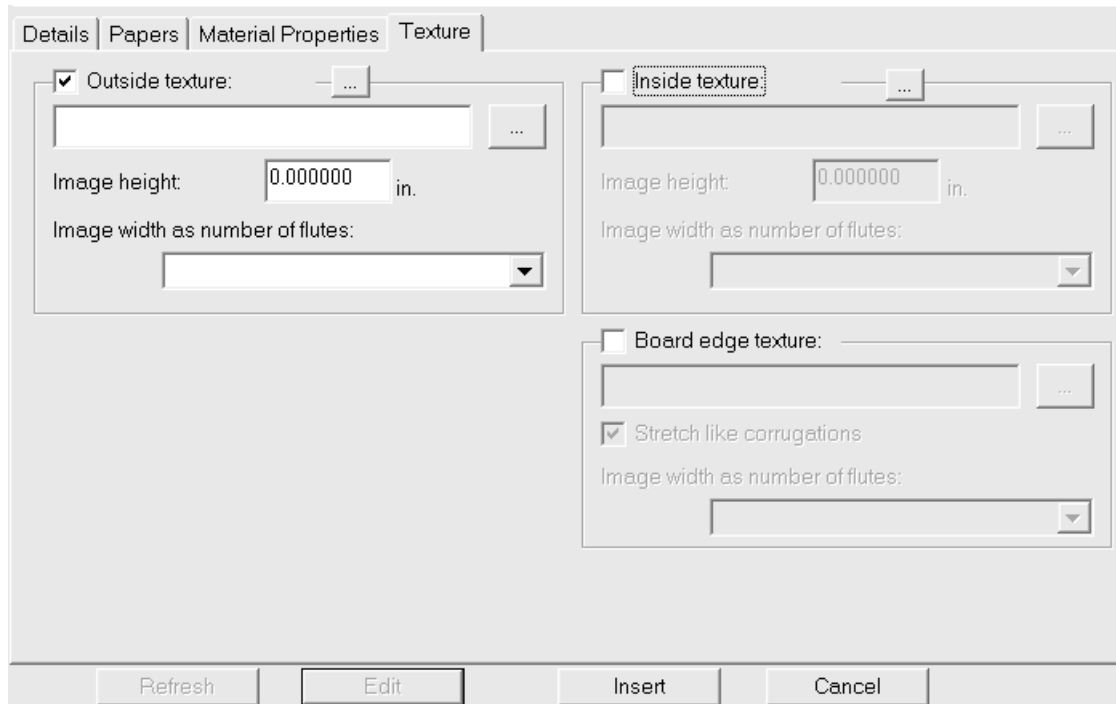 Details Papers Material Properties Texture
Outside texture: ...
...
Image height: 0.000000 in.
Image width as number of flutes:
Inside texture: ...
...
Image height: 0.000000 in.
Image width as number of flutes:
Board edge texture:
...
Stretch like corrugations
Image width as number of flutes:
Refresh Edit Insert Cancel